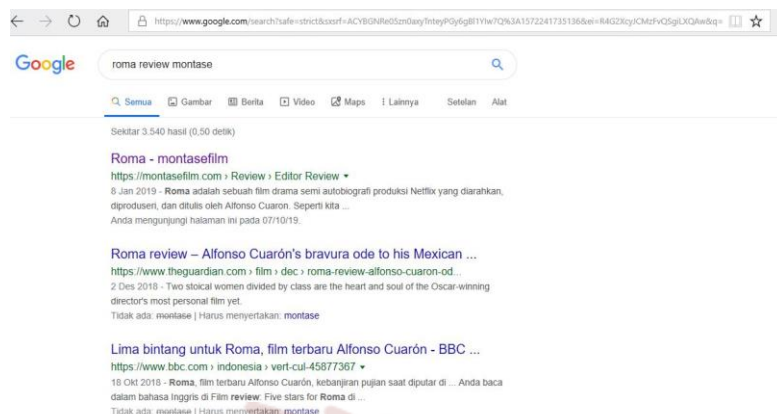 https://www.google.com/search?safe=strict&sxsrf=
Google
roma review montase
Semua Gambar Berita Video Maps Lainnya Setelan Alat
Sekitar 3.540 hasil (0,50 detik)
Roma - montasefilm
https://montasefilm.com › Review › Editor Review
8 Jan 2019 - Roma adalah sebuah film drama semi autobiografi produksi Netflix yang diarahkan,
diproduseri, dan ditulis oleh Alfonso Cuaron. Seperti kita ...
Anda mengunjungi halaman ini pada 07/10/19.
Roma review – Alfonso Cuarón's bravura ode to his Mexican ...
https://www.theguardian.com › film › dec › roma-review-alfonso-cuaron-od...
2 Des 2018 - Two stoical women divided by class are the heart and soul of the Oscar-winning
director's most personal film yet.
Tidak ada: montase | Harus menyertakan: montase
Lima bintang untuk Roma, film terbaru Alfonso Cuarón - BBC ...
https://www.bbc.com › indonesia › vert-cul-45877367
18 Okt 2018 - Roma, film terbaru Alfonso Cuarón, kebanjiran pujian saat diputar di ... Anda baca
dalam bahasa Inggris di Film review: Five stars for Roma di ...
Tidak ada: montase | Harus menyertakan: montase